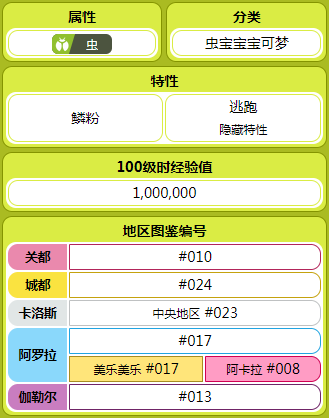 属性
分类
虫
虫宝宝宝可梦
特性
鳞粉
逃跑
隐藏特性
100级时经验值
1,000,000
地区图鉴编号
关都
#010
城都
#024
卡洛斯
中央地区 #023
阿罗拉
#017
美乐美乐 #017
阿卡拉 #008
伽勒尔
#013